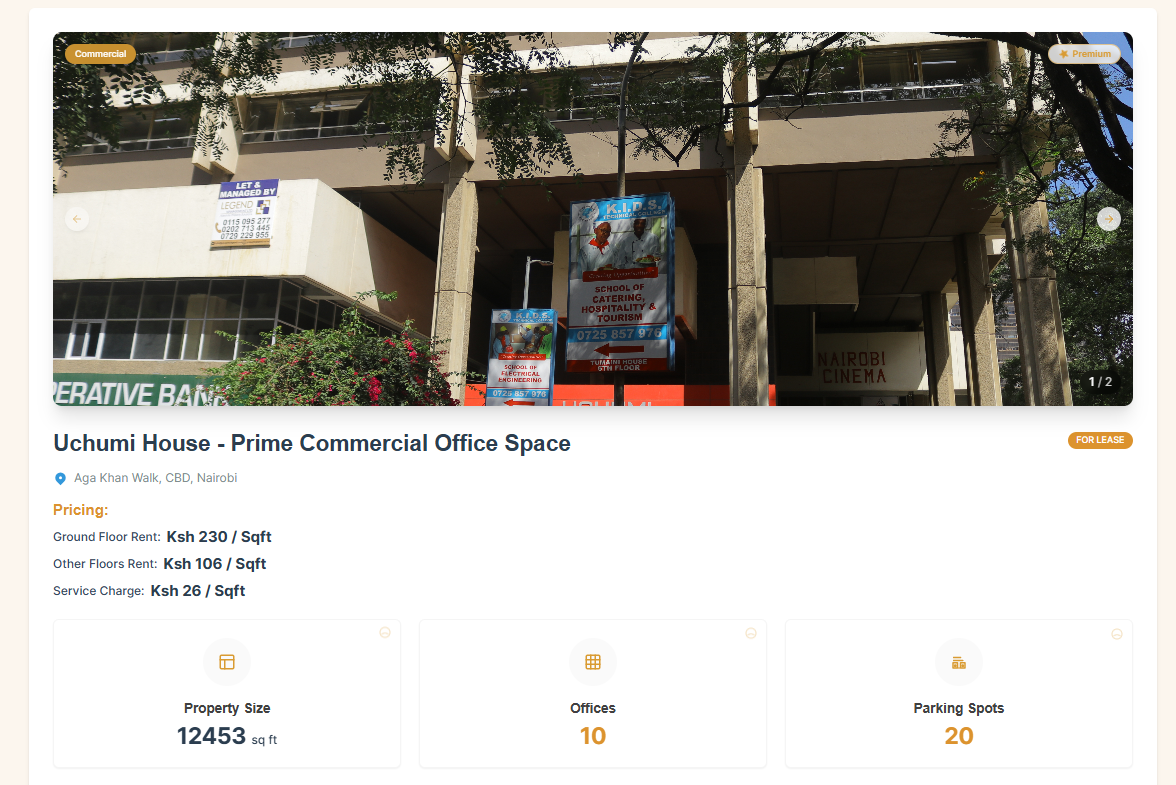 Commercial
Premium
LET &
MANAGED BY
LEGEND
0115 095 277
0202 713 445
0729 229 955
K.I.D.S.
TECHNICAL COLLEGE
SCHOOL OF
CATERING,
HOSPITALITY &
TOURISM
0725 857 976
TUMAINI HOUSE
5TH FLOOR
K.I.D.S.
SCHOOL OF
ELECTRICAL
ENGINEERING
0725 857 976
NAIROBI
CINEMA
PERATIVE BANK
UCHUMI
1 / 2
Uchumi House - Prime Commercial Office Space
FOR LEASE
Aga Khan Walk, CBD, Nairobi
Pricing:
Ground Floor Rent: Ksh 230 / Sqft
Other Floors Rent: Ksh 106 / Sqft
Service Charge: Ksh 26 / Sqft
Property Size
12453 sq ft
Offices
10
Parking Spots
20